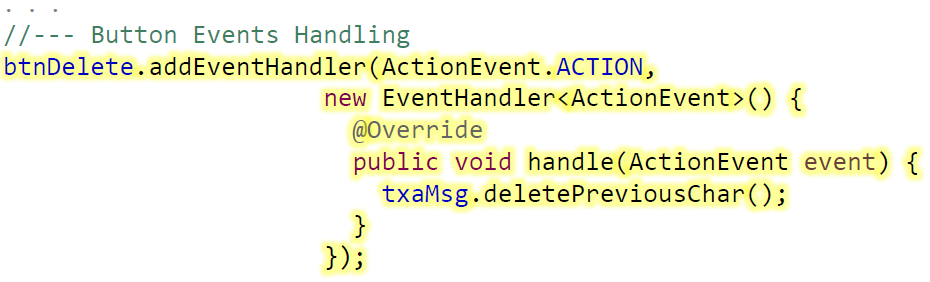 . . .
//--- Button Events Handling
btnDelete.addEventHandler(ActionEvent.ACTION,
new EventHandler<ActionEvent>() {
@Override
public void handle(ActionEvent event) {
txaMsg.deletePreviousChar();
}
});